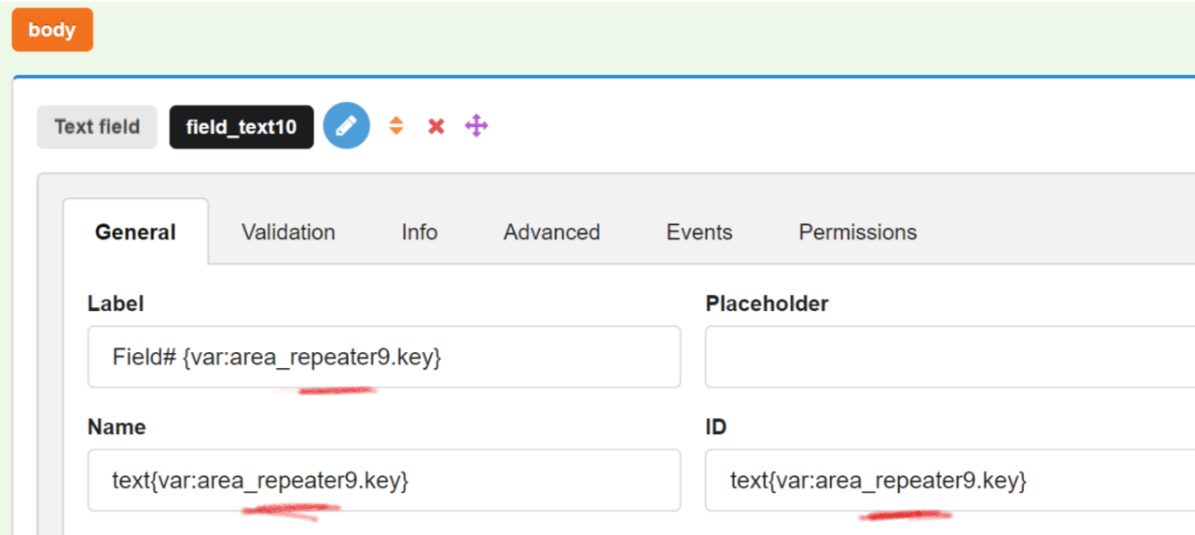 body
Text field field_text10
General Validation Info Advanced Events Permissions
Label Placeholder
Field# {var:area_repeater9.key}
Name ID
text{var:area_repeater9.key} text{var:area_repeater9.key}